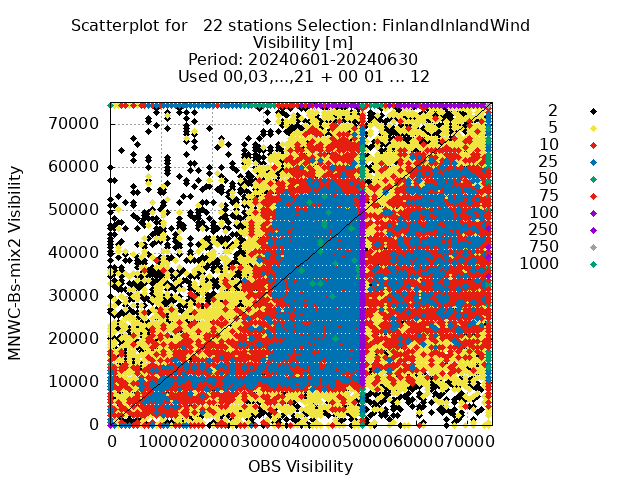 Scatterplot for   22 stations Selection: FinlandInlandWind
Visibility [m]
Period: 20240601-20240630
Used 00,03,...,21 + 00 01 ... 12
MNWC-Bs-mix2 Visibility
70000
60000
50000
40000
30000
20000
10000
0
0 10000 20000 30000 40000 50000 60000 70000
OBS Visibility
2
5
10
25
50
75
100
250
750
1000